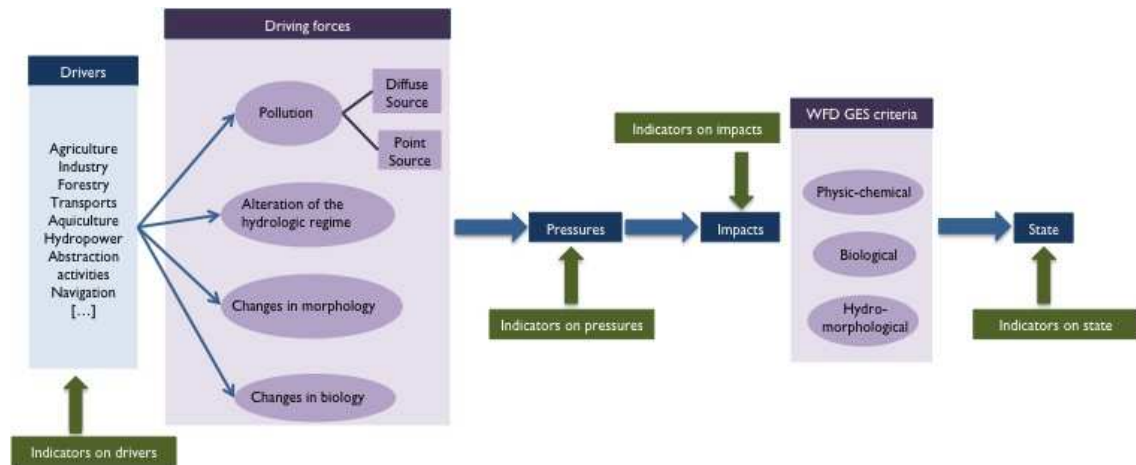 Drivers
Agriculture
Industry
Forestry
Transports
Aquiculture
Hydropower
Abstraction
activities
Navigation
[...]
Indicators on drivers
Driving forces
Pollution
Diffuse
Source
Point
Source
Alteration of the
hydrologic regime
Changes in morphology
Changes in biology
Pressures
Indicators on pressures
Indicators on impacts
Impacts
WFD GES criteria
Physic-chemical
Biological
Hydro-
morphological
State
Indicators on state